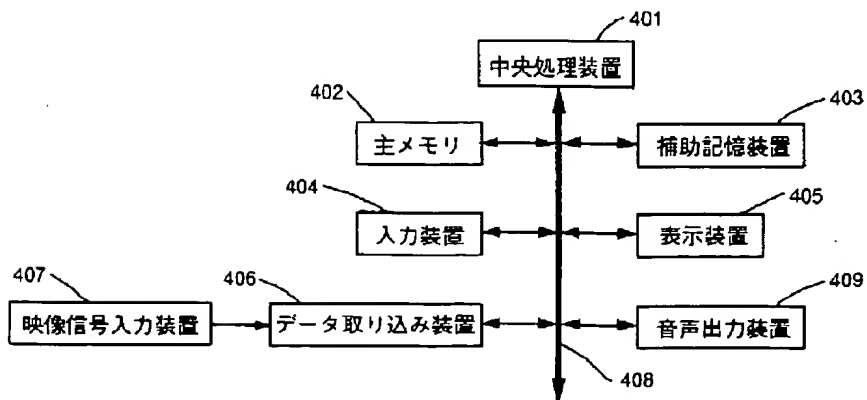 401
中央処理装置
402
主メモリ
403
補助記憶装置
404
入力装置
405
表示装置
407
映像信号入力装置
406
データ取り込み装置
409
音声出力装置
408